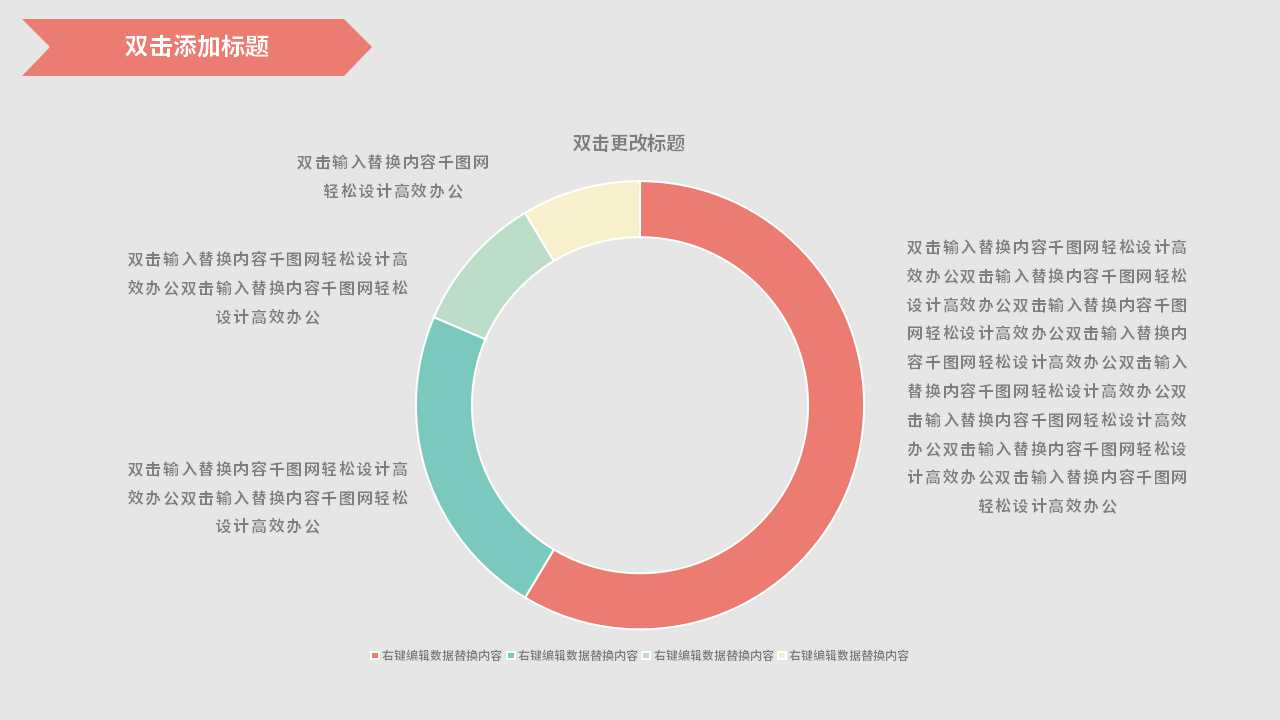 双击添加标题
双击更改标题
双击输入替换内容千图网
轻松设计高效办公
双击输入替换内容千图网轻松设计高
效办公双击输入替换内容千图网轻松
设计高效办公
双击输入替换内容千图网轻松设计高
效办公双击输入替换内容千图网轻松
设计高效办公
双击输入替换内容千图网轻松设计高
效办公双击输入替换内容千图网轻松
设计高效办公双击输入替换内容千图
网轻松设计高效办公双击输入替换内
容千图网轻松设计高效办公双击输入
替换内容千图网轻松设计高效办公双
击输入替换内容千图网轻松设计高效
办公双击输入替换内容千图网轻松设
计高效办公双击输入替换内容千图网
轻松设计高效办公
右键编辑数据替换内容 右键编辑数据替换内容 右键编辑数据替换内容 右键编辑数据替换内容